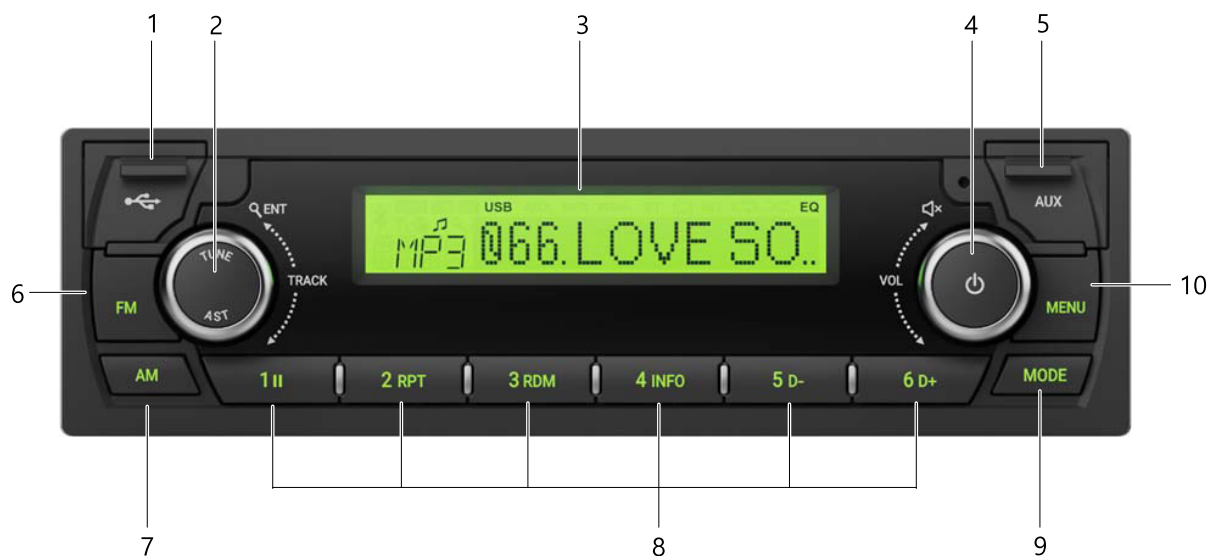 1 2 3 4 5
USB EQ
MP3 066.LOVE SO..
ENT
TUNE
AST
TRACK
VOL
AUX
6 FM
MENU 10
AM
1 2 RPT 3 RDM 4 INFO 5 D- 6 D+
MODE
7 8 9